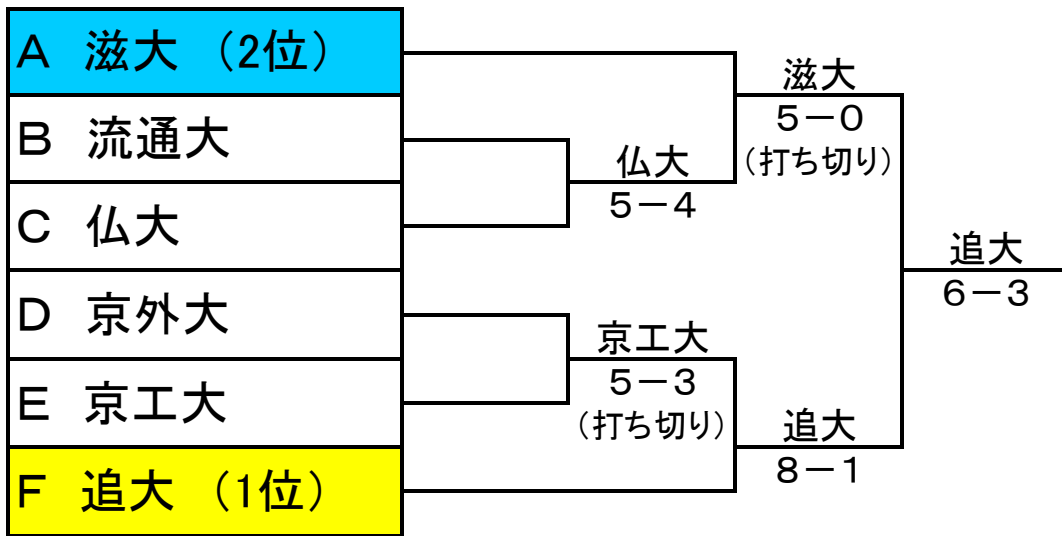 A 滋大 (2位)
B 流通大
C 仏大
D 京外大
E 京工大
F 追大 (1位)
仏大
5-4
京工大
5-3
(打ち切り)
滋大
5-0
(打ち切り)
追大
8-1
追大
6-3